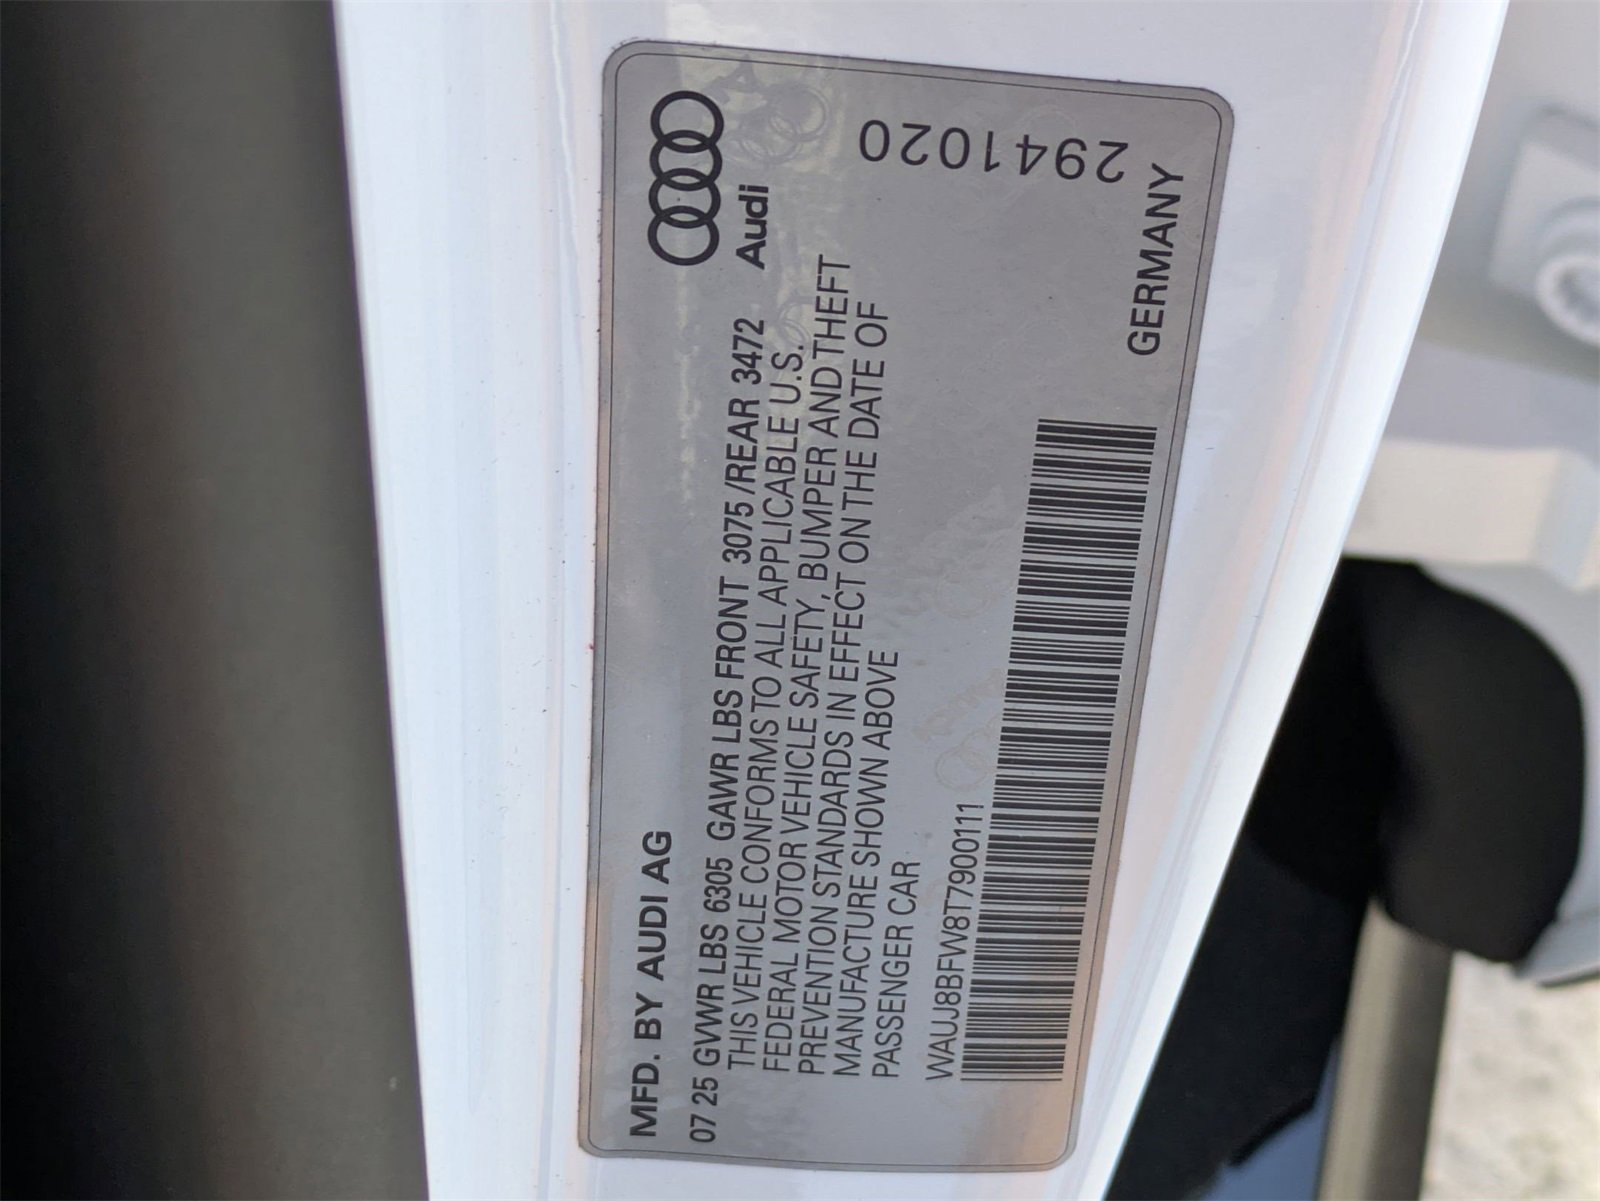 MFD. BY AUDI AG
07 25 GVWR LBS 6305 GAWR LBS FRONT 3075 /REAR 3472
THIS VEHICLE CONFORMS TO ALL APPLICABLE U.S.
FEDERAL MOTOR VEHICLE SAFETY, BUMPER AND THEFT
PREVENTION STANDARDS IN EFFECT ON THE DATE OF
MANUFACTURE SHOWN ABOVE
PASSENGER CAR
Audi
WAUJ8BFW8T7900111
GERMANY
2941020